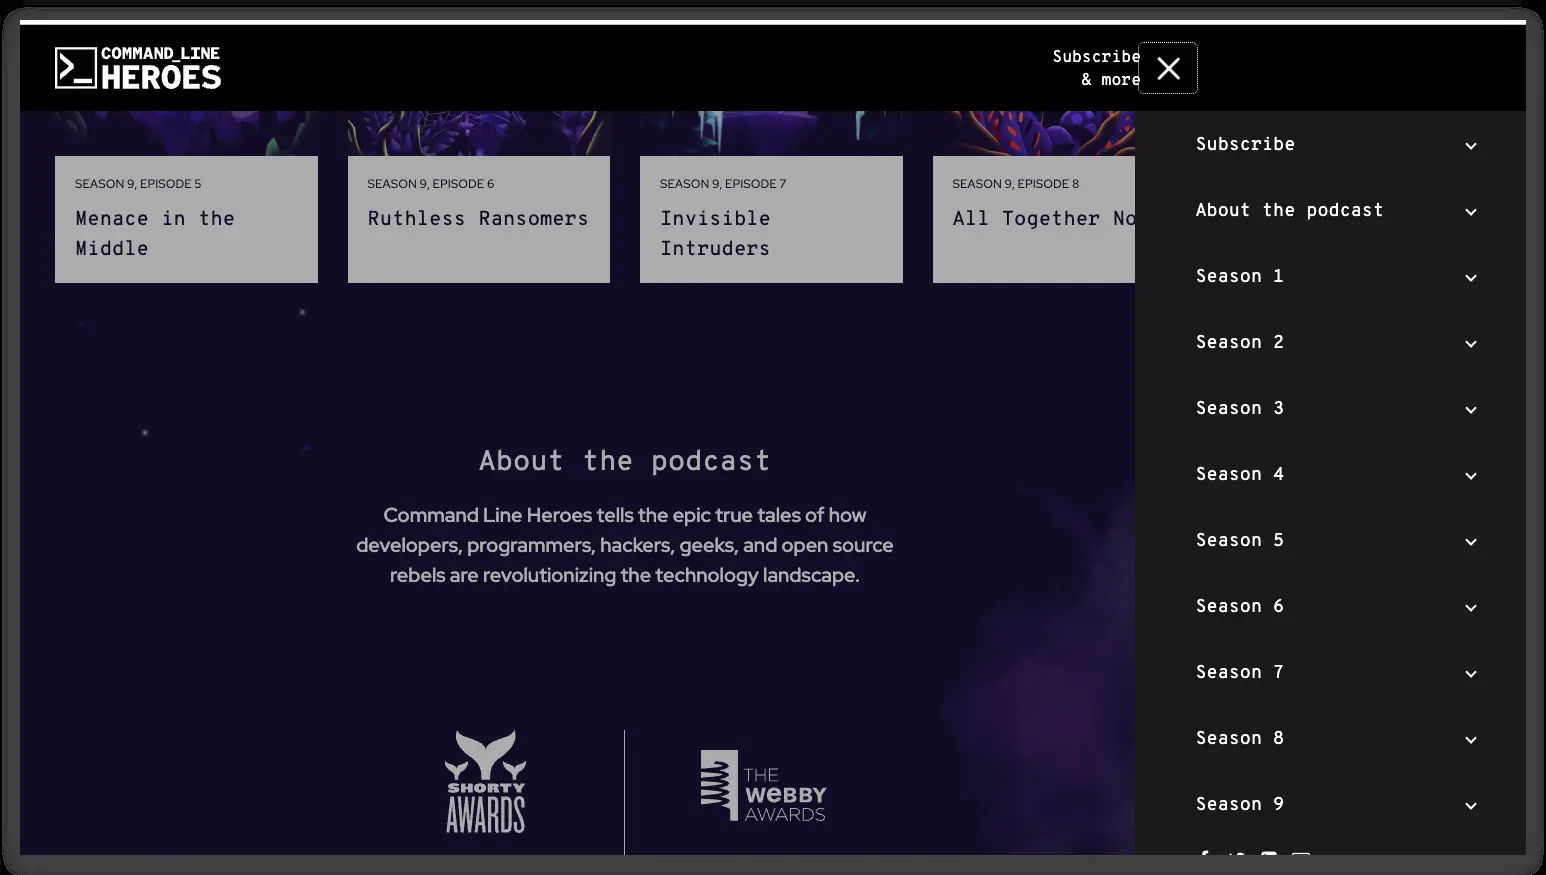 COMMAND_LINE
HEROES
Subscribe
& more
SEASON 9, EPISODE 5
Menace in the
Middle
SEASON 9, EPISODE 6
Ruthless Ransomers
SEASON 9, EPISODE 7
Invisible
Intruders
SEASON 9, EPISODE 8
All Together No
About the podcast
Command Line Heroes tells the epic true tales of how
developers, programmers, hackers, geeks, and open source
rebels are revolutionizing the technology landscape.
SHORTY
AWARDS
THE
WEBBY
AWARDS
Subscribe
About the podcast
Season 1
Season 2
Season 3
Season 4
Season 5
Season 6
Season 7
Season 8
Season 9